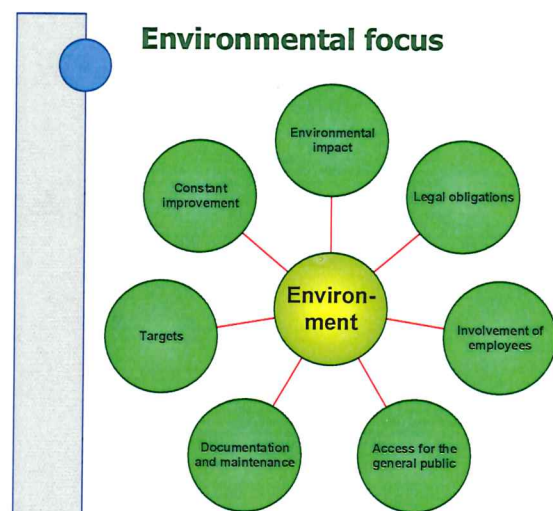 Environmental focus
Environmental
impact
Constant
improvement
Legal obligations
Environ-
ment
Targets
Involvement of
employees
Documentation
and maintenance
Access for the
general public